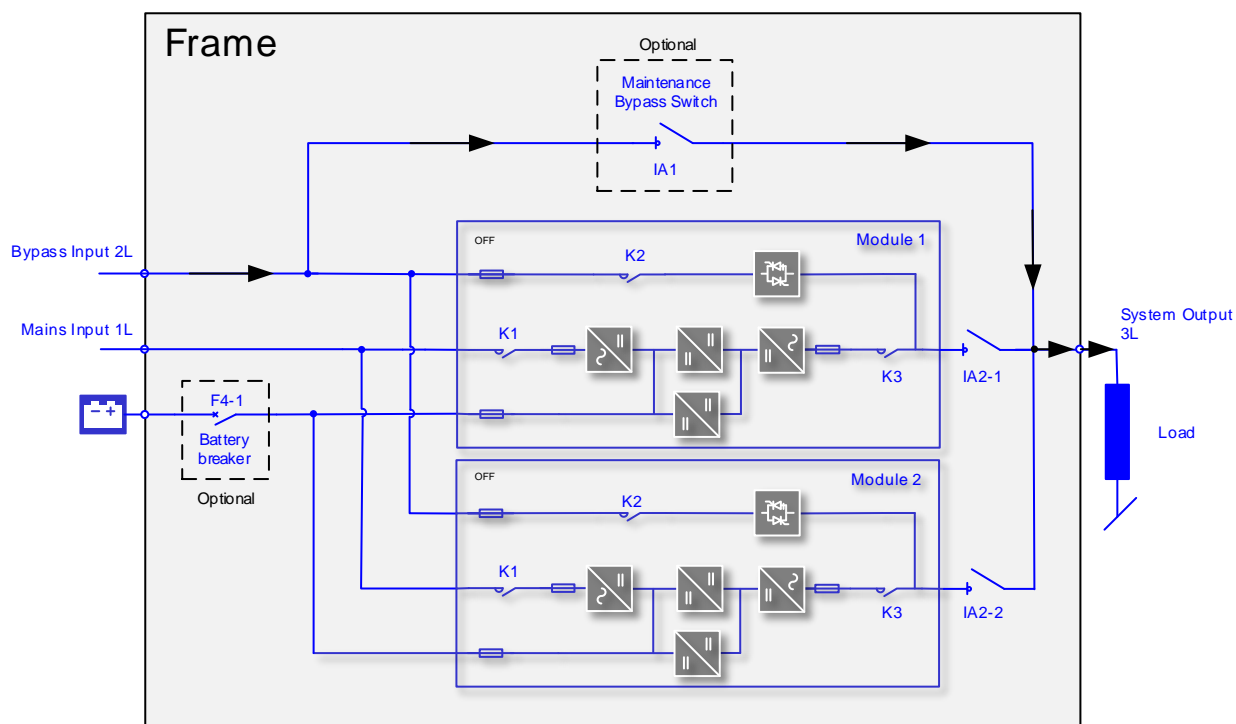 Frame
Optional
Maintenance
Bypass Switch
IA1
Bypass Input 2L
OFF
Module 1
K2
Mains Input 1L
K1
K3
IA2-1
System Output
3L
F4-1
Battery
breaker
Optional
Load
OFF
Module 2
K2
K1
K3
IA2-2